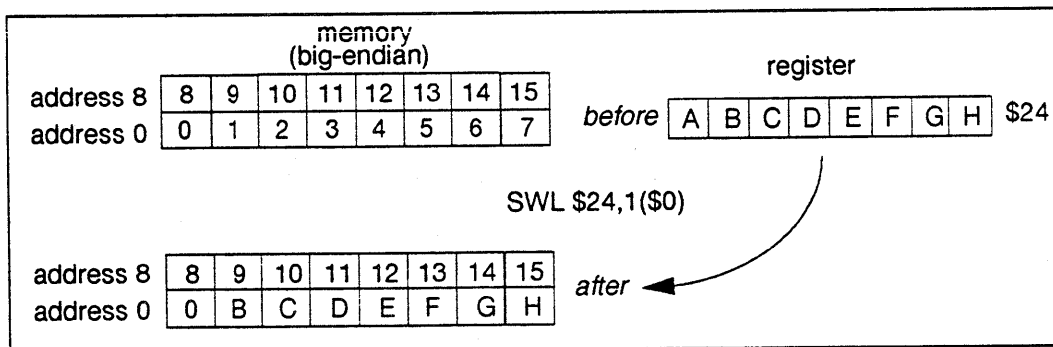 memory
(big-endian)
register
address 8 8 9 10 11 12 13 14 15
address 0 0 1 2 3 4 5 6 7
before A B C D E F G H $24
SWL $24,1($0)
address 8 8 9 10 11 12 13 14 15
address 0 0 B C D E F G H
after